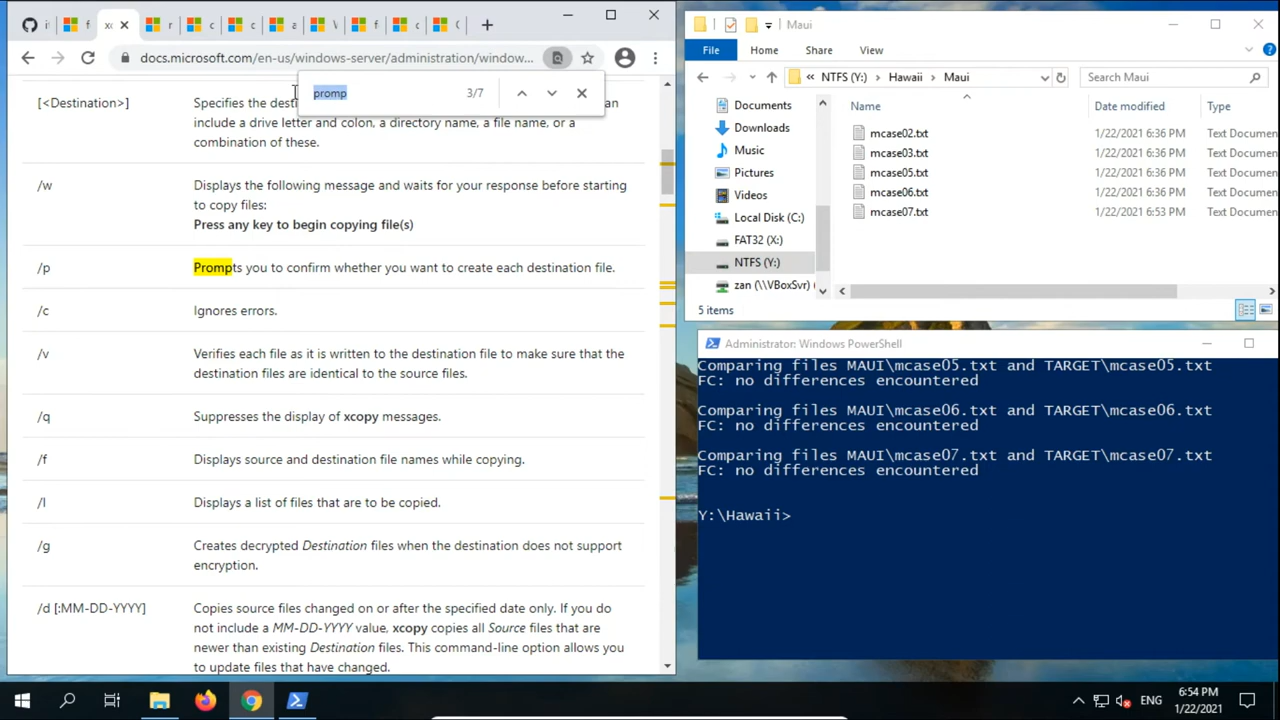 docs.microsoft.com/en-us/windows-server/administration/window...
promp
3/7
[<Destination>]
Specifies the dest
an
include a drive letter and colon, a directory name, a file name, or a
combination of these.
/w
Displays the following message and waits for your response before starting
to copy files:
Press any key to begin copying file(s)
/p
Prompts you to confirm whether you want to create each destination file.
/c
Ignores errors.
/v
Verifies each file as it is written to the destination file to make sure that the
destination files are identical to the source files.
/q
Suppresses the display of xcopy messages.
/f
Displays source and destination file names while copying.
/l
Displays a list of files that are to be copied.
/g
Creates decrypted Destination files when the destination does not support
encryption.
/d [:MM-DD-YYYY]
Copies source files changed on or after the specified date only. If you do
not include a MM-DD-YYYY value, xcopy copies all Source files that are
newer than existing Destination files. This command-line option allows you
to update files that have changed.
Maui
File
Home
Share
View
NTFS (Y:)
Hawaii
Maui
Search Maui
Documents
Downloads
Music
Pictures
Videos
Local Disk (C:)
FAT32 (X:)
NTFS (Y:)
zan (\\VBoxSvr) (
Name
Date modified
Type
mcase02.txt
1/22/2021 6:36 PM
Text Documen
mcase03.txt
1/22/2021 6:36 PM
Text Documen
mcase05.txt
1/22/2021 6:36 PM
Text Documen
mcase06.txt
1/22/2021 6:36 PM
Text Documen
mcase07.txt
1/22/2021 6:53 PM
Text Documen
5 items
Administrator: Windows PowerShell
Comparing files MAUI\mcase05.txt and TARGET\mcase05.txt
FC: no differences encountered
Comparing files MAUI\mcase06.txt and TARGET\mcase06.txt
FC: no differences encountered
Comparing files MAUI\mcase07.txt and TARGET\mcase07.txt
FC: no differences encountered
Y:\Hawaii>
ENG
6:54 PM
1/22/2021